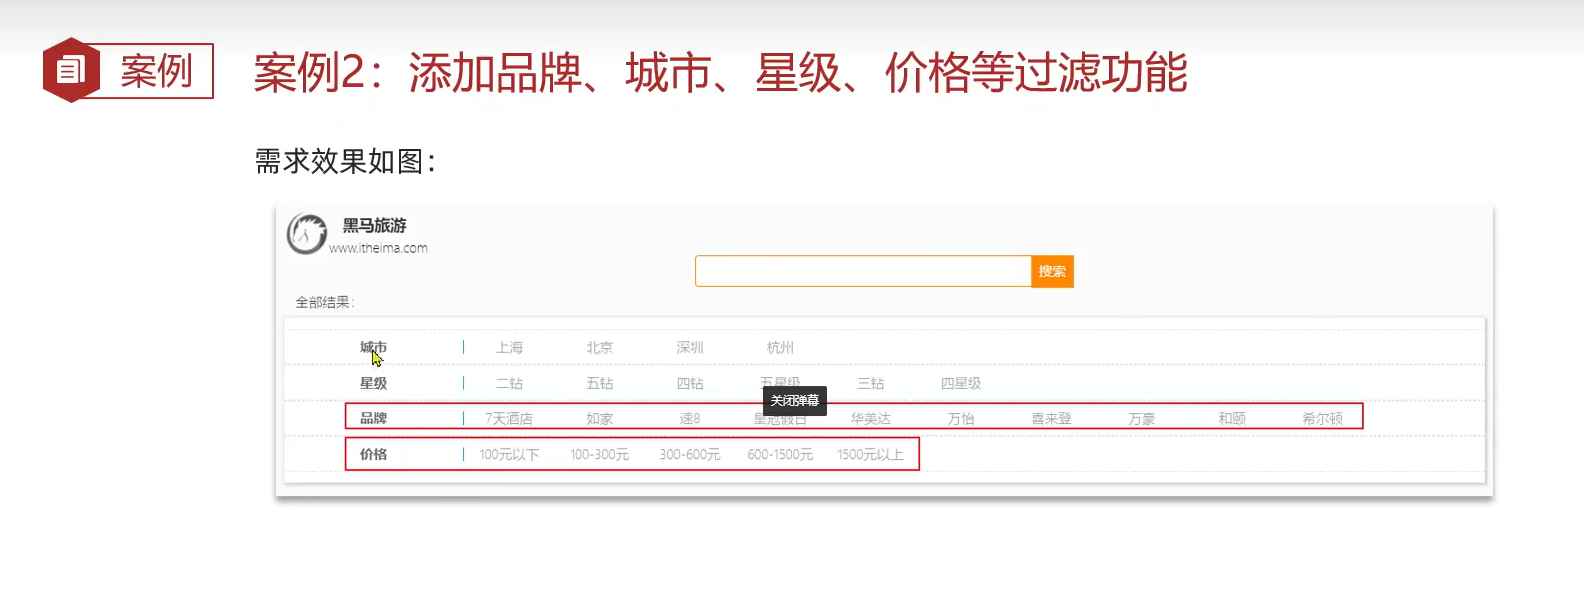 案例
案例2：添加品牌、城市、星级、价格等过滤功能
需求效果如图：
黑马旅游
www.itheima.com
搜索
全部结果：
城市 上海 北京 深圳 杭州
星级 二钻 五钻 四钻 五星级 三钻 四星级
关闭弹幕
品牌 7天酒店 如家 速8 皇冠假日 华美达 万怡 喜来登 万豪 和颐 希尔顿
价格 100元以下 100-300元 300-600元 600-1500元 1500元以上